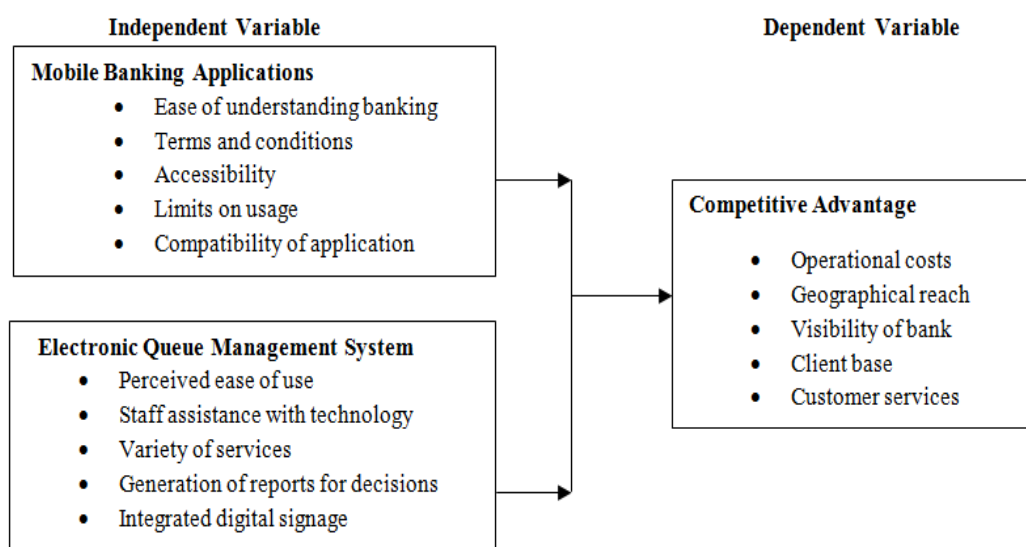 Independent Variable
Dependent Variable
Mobile Banking Applications
• Ease of understanding banking
• Terms and conditions
• Accessibility
• Limits on usage
• Compatibility of application
Electronic Queue Management System
• Perceived ease of use
• Staff assistance with technology
• Variety of services
• Generation of reports for decisions
• Integrated digital signage
Competitive Advantage
• Operational costs
• Geographical reach
• Visibility of bank
• Client base
• Customer services